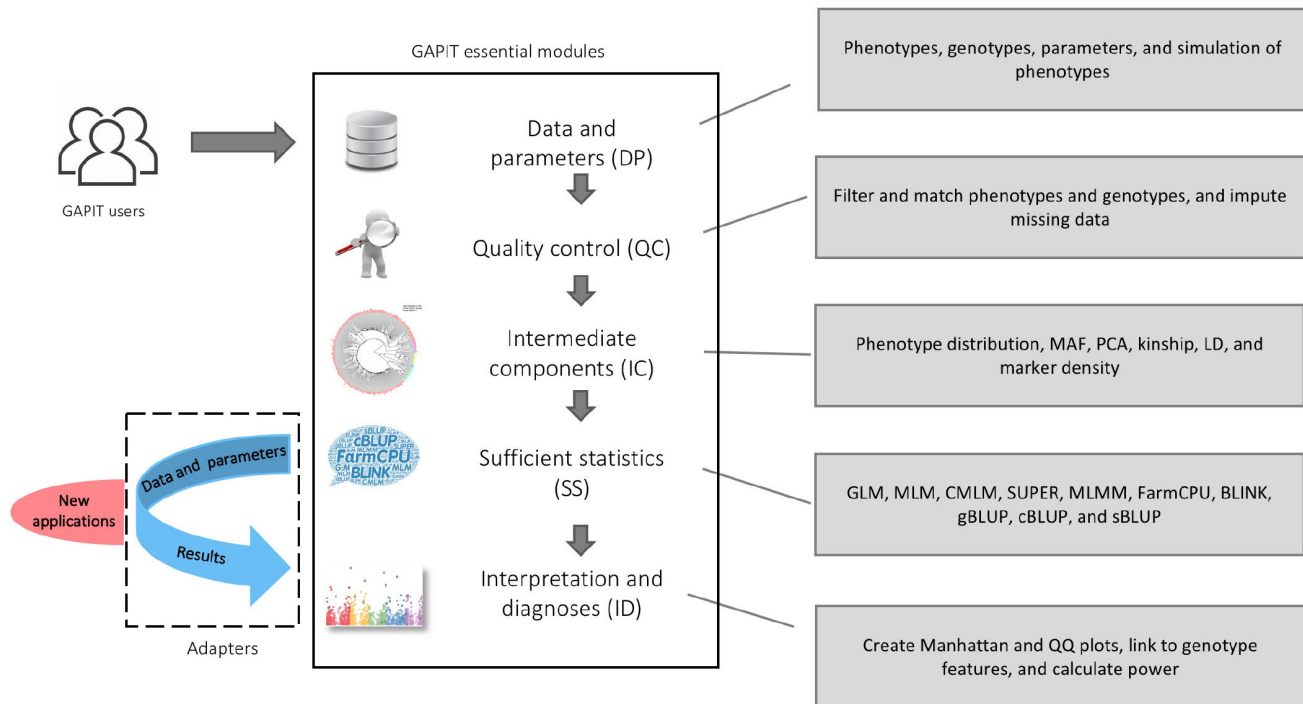 GAPIT essential modules
GAPIT users
Data and
parameters (DP)
Quality control (QC)
Intermediate
components (IC)
Sufficient statistics
(SS)
Interpretation and
diagnoses (ID)
sBLUP
cBLUP
SUPER
FarmCPU
MLM
BLINK
CMLM
New
applications
Data and parameters
Results
Adapters
Phenotypes, genotypes, parameters, and simulation of
phenotypes
Filter and match phenotypes and genotypes, and impute
missing data
Phenotype distribution, MAF, PCA, kinship, LD, and
marker density
GLM, MLM, CMLM, SUPER, MLMM, FarmCPU, BLINK,
gBLUP, cBLUP, and sBLUP
Create Manhattan and QQ plots, link to genotype
features, and calculate power